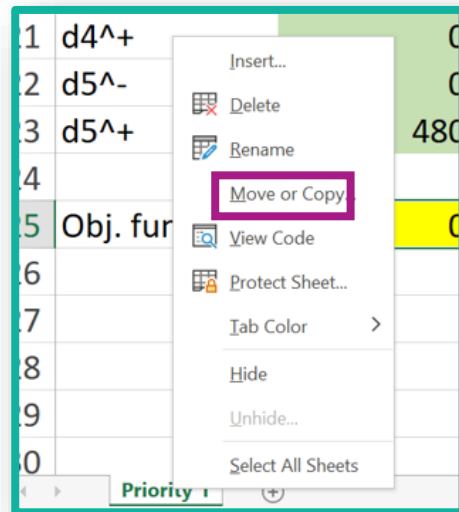 21 d4^+ 0
Insert...
22 d5^- 0
Delete
23 d5^+ 480
Rename
24
Move or Copy...
25 Obj. fun 0
View Code
26
Protect Sheet...
27
Tab Color >
28
Hide
29
Unhide...
30
Select All Sheets
Priority 1